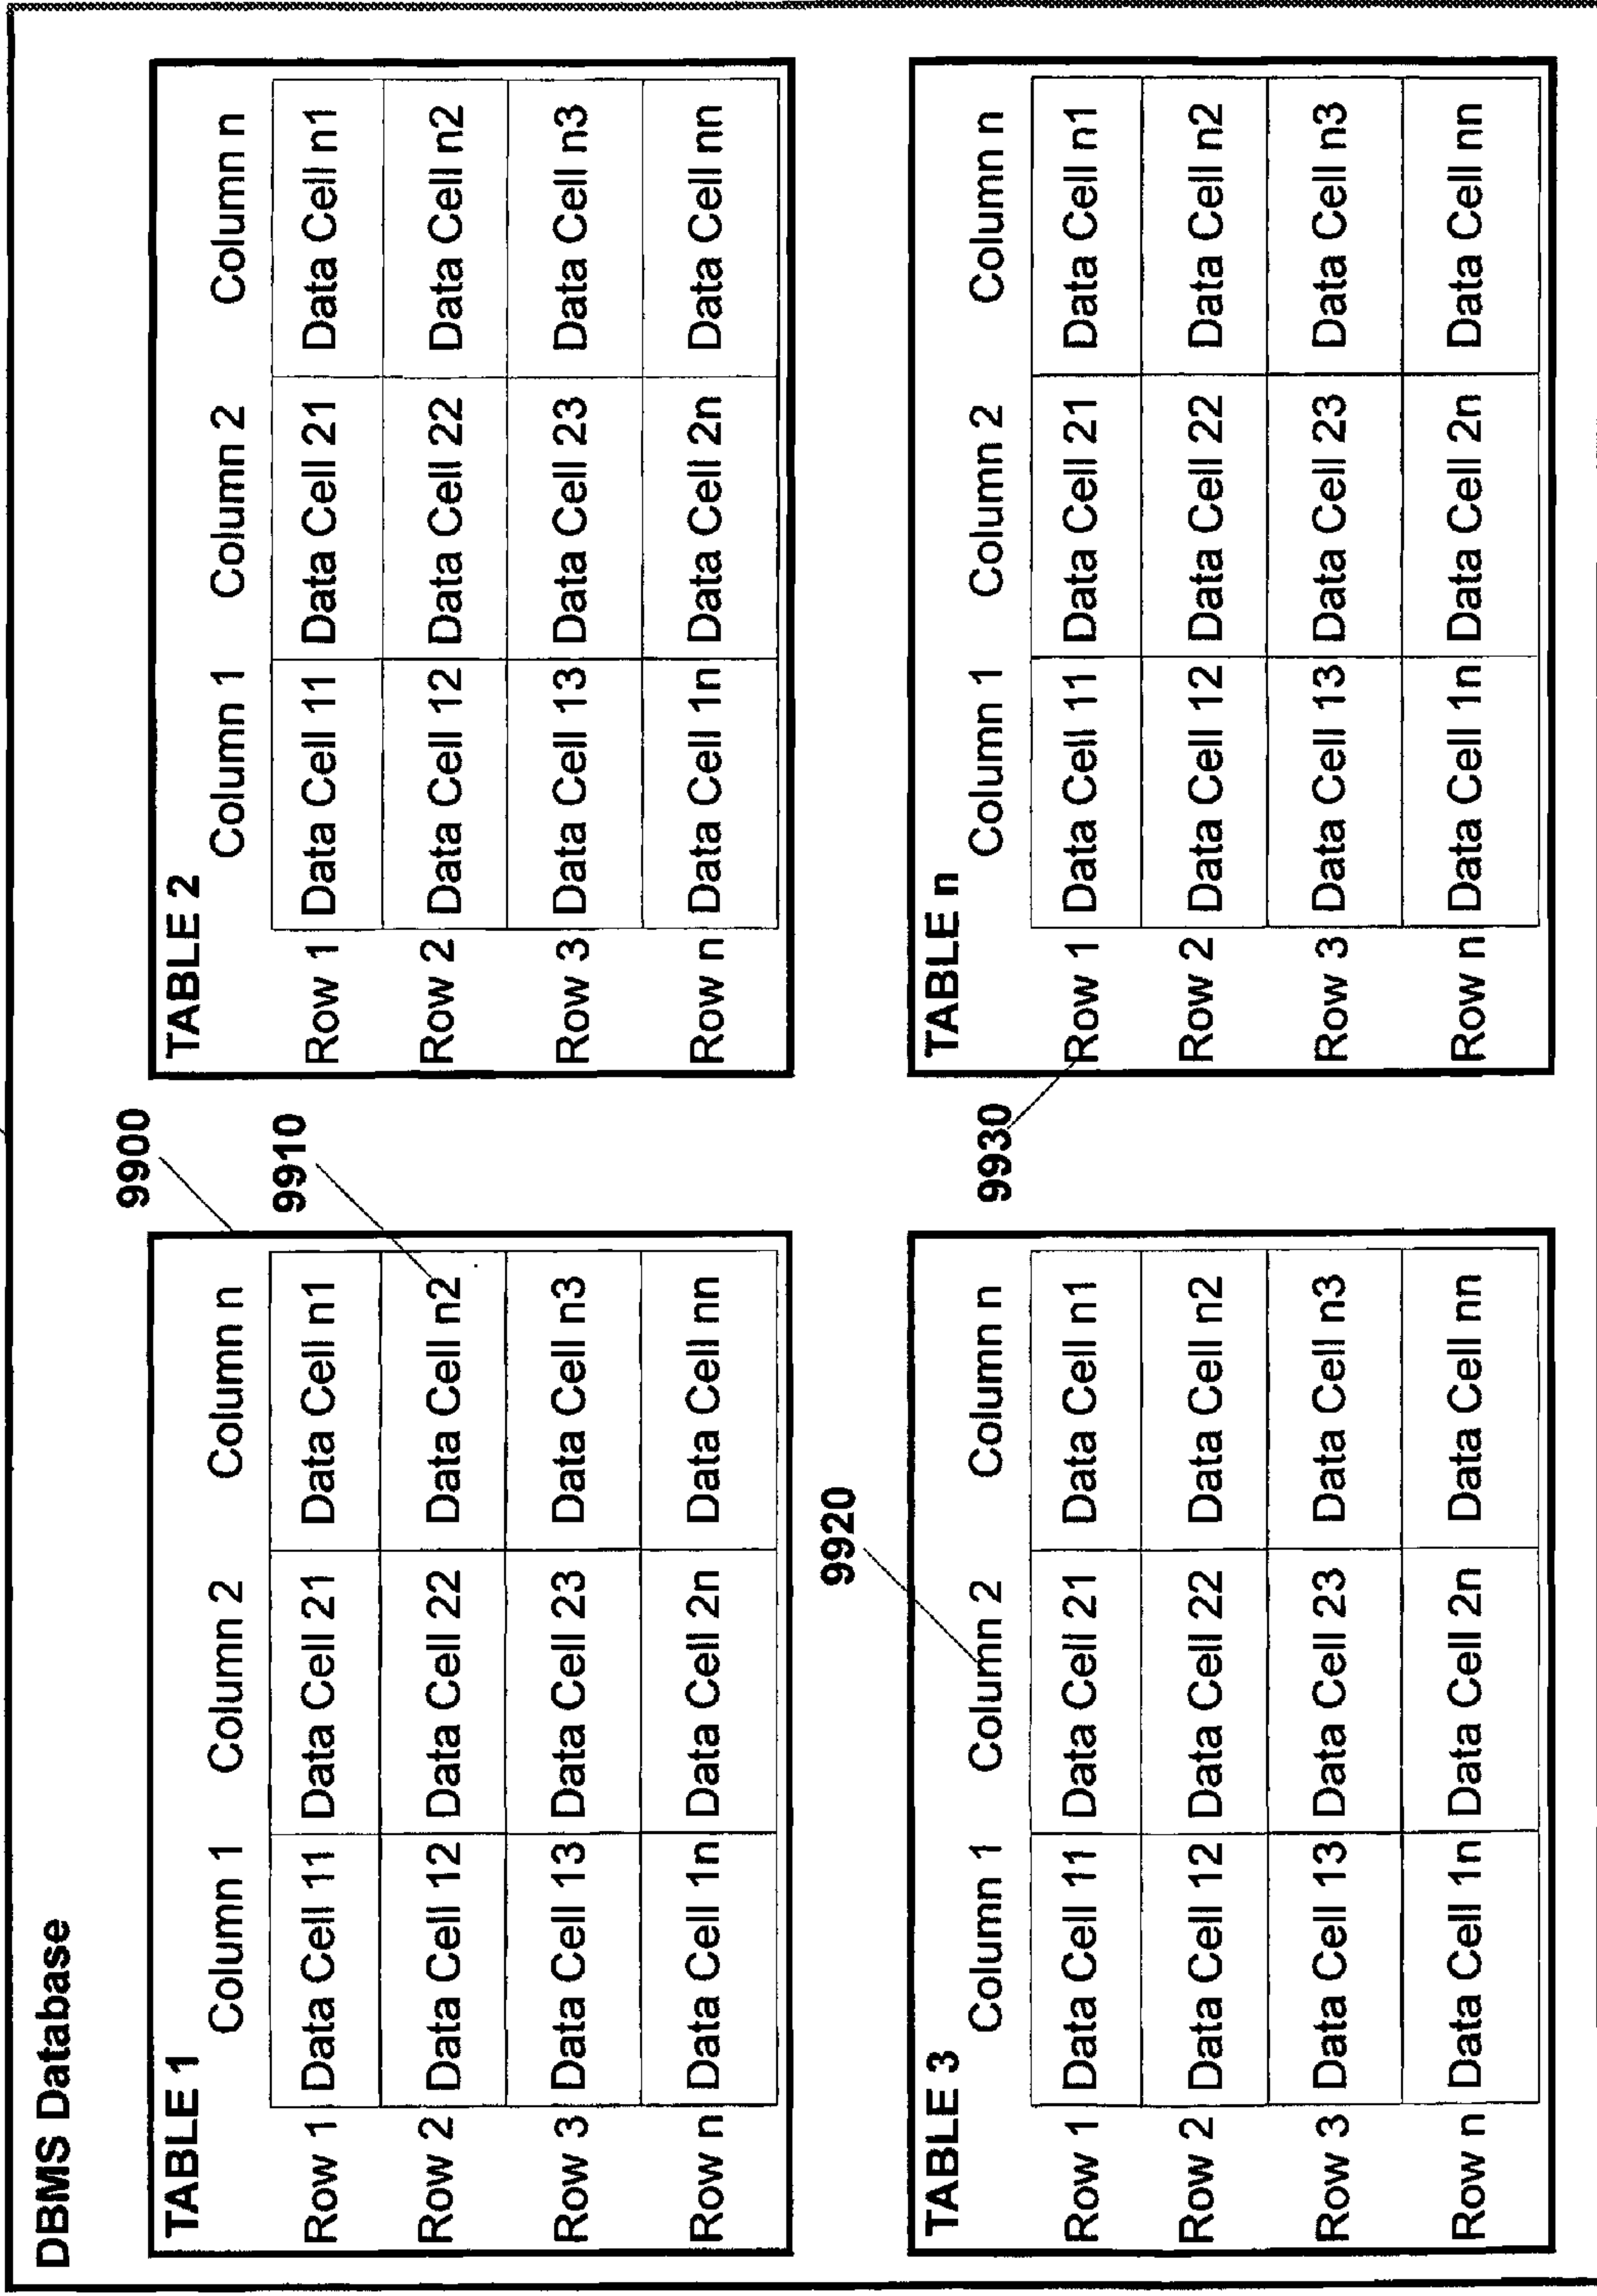 DBMS Database
9900
TABLE 1
Column 1 Column 2 Column n
Row 1 Data Cell 11 Data Cell 21 Data Cell n1
Row 2 Data Cell 12 Data Cell 22 Data Cell n2
Row 3 Data Cell 13 Data Cell 23 Data Cell n3
Row n Data Cell 1n Data Cell 2n Data Cell nn
9910
TABLE 2
Column 1 Column 2 Column n
Row 1 Data Cell 11 Data Cell 21 Data Cell n1
Row 2 Data Cell 12 Data Cell 22 Data Cell n2
Row 3 Data Cell 13 Data Cell 23 Data Cell n3
Row n Data Cell 1n Data Cell 2n Data Cell nn
9920
TABLE 3
Column 1 Column 2 Column n
Row 1 Data Cell 11 Data Cell 21 Data Cell n1
Row 2 Data Cell 12 Data Cell 22 Data Cell n2
Row 3 Data Cell 13 Data Cell 23 Data Cell n3
Row n Data Cell 1n Data Cell 2n Data Cell nn
9930
TABLE n
Column 1 Column 2 Column n
Row 1 Data Cell 11 Data Cell 21 Data Cell n1
Row 2 Data Cell 12 Data Cell 22 Data Cell n2
Row 3 Data Cell 13 Data Cell 23 Data Cell n3
Row n Data Cell 1n Data Cell 2n Data Cell nn